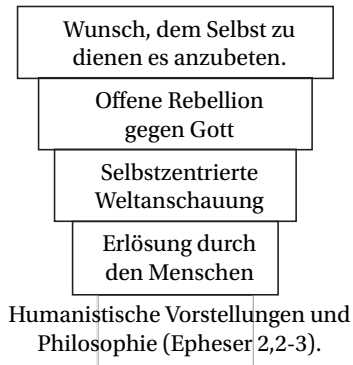 Wunsch, dem Selbst zu
dienen es anzubeten.
Offene Rebellion
gegen Gott
Selbstzentrierte
Weltanschauung
Erlösung durch
den Menschen
Humanistische Vorstellungen und
Philosophie (Epheser 2,2-3).